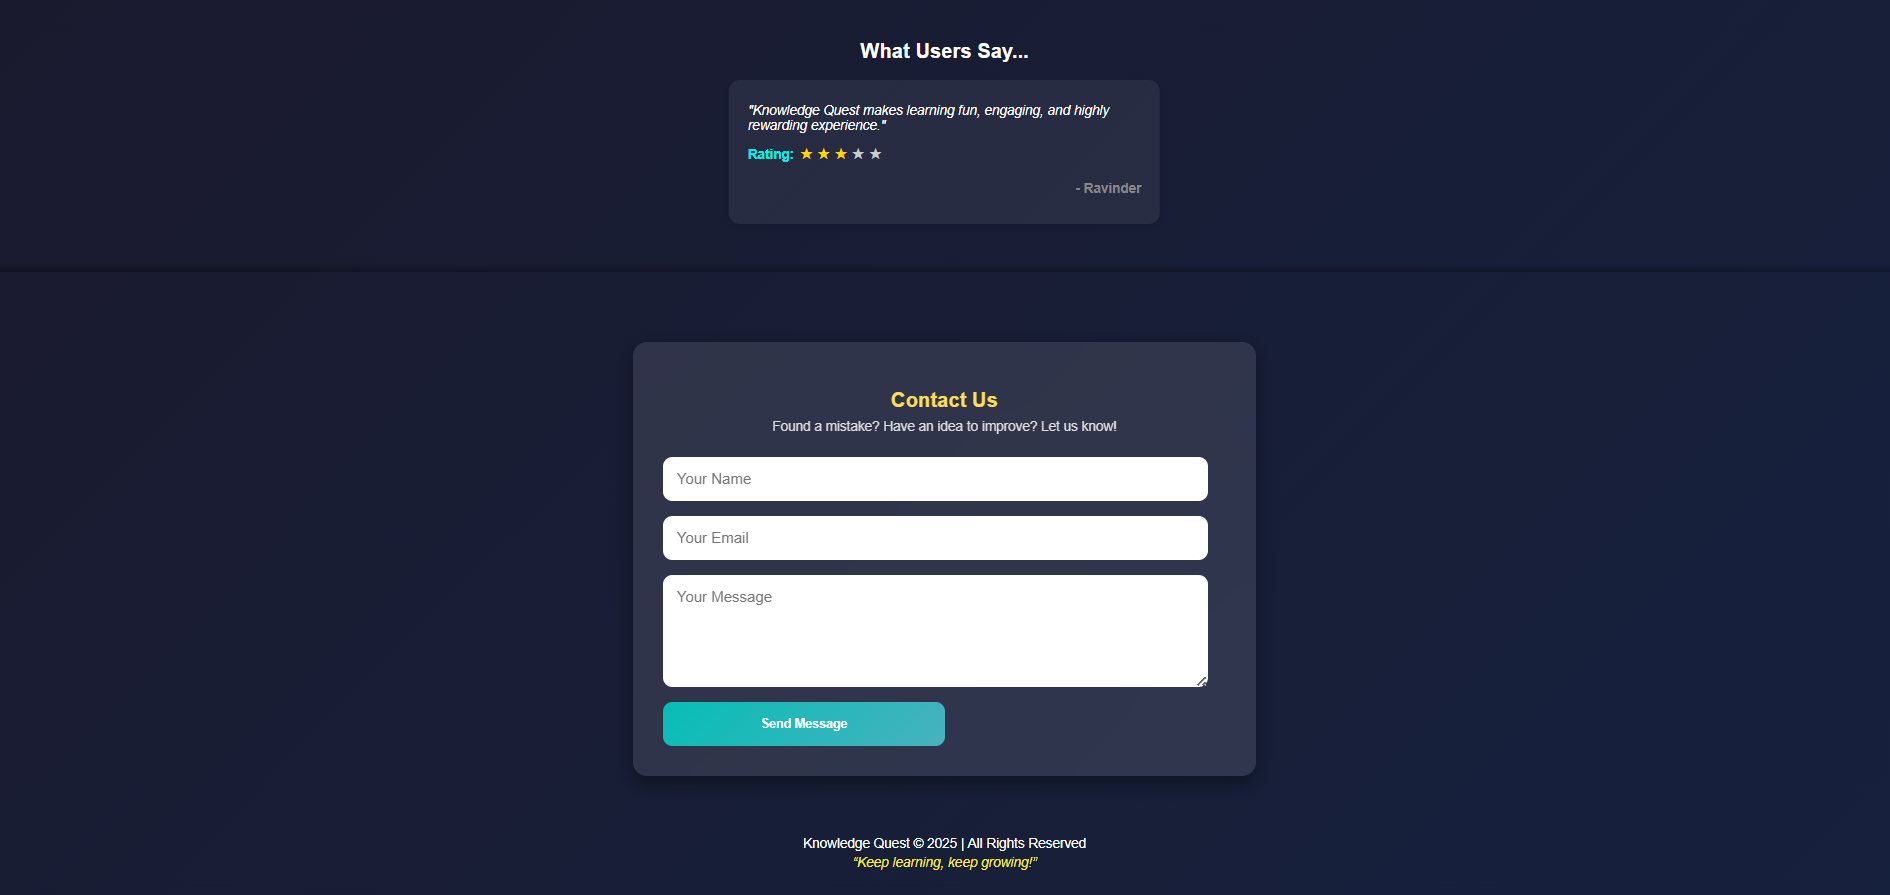 What Users Say...
"Knowledge Quest makes learning fun, engaging, and highly
rewarding experience."
Rating: ★ ★ ★ ★ ★
- Ravinder
Contact Us
Found a mistake? Have an idea to improve? Let us know!
Your Name
Your Email
Your Message
Send Message
Knowledge Quest © 2025 | All Rights Reserved
“Keep learning, keep growing!”